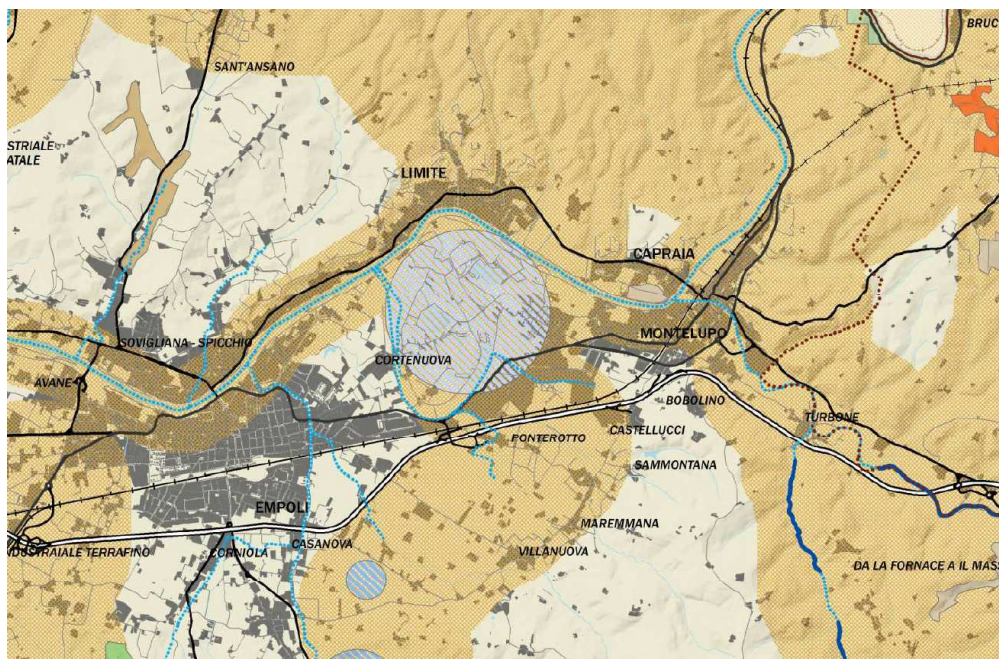 BRUC
SANT'ANSANO
STRIALE
ATALE
LIMITE
CAPRAIA
MONTELUPO
SOVIGLIANA - SPICCHIO
CORTENUOVA
AVANE
BOBOLINO
TURBONE
CASTELLUCCI
PONTEROTTO
SAMMONTANA
EMPOLI
MAREMMANA
CASANOVA
NDUSTRAIALE TERRAFINO
CORNIOLA
VILLANUOVA
DA LA FORNACE A IL MASS